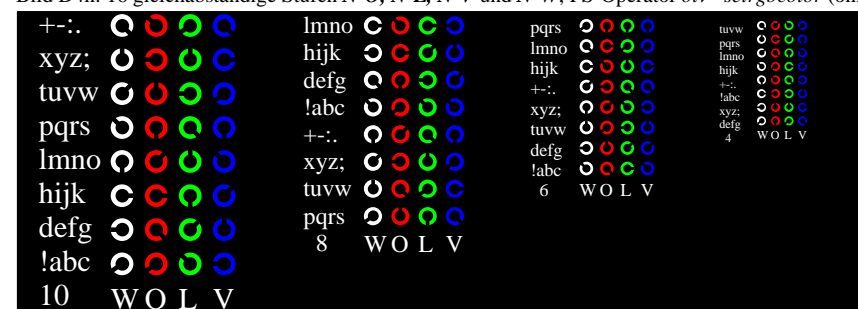 +-:.
xyz;
tuvw
pqrs
lmno
hijk
defg
!abc
10 W O L V
lmno
hijk
defg
!abc
+-:.
xyz;
tuvw
pqrs
8 W O L V
pqrs
lmno
hijk
+-:.
xyz;
tuvw
defg
!abc
6 W O L V
tuvw
pqrs
lmno
hijk
+-:.
!abc
xyz;
defg
4 W O L V